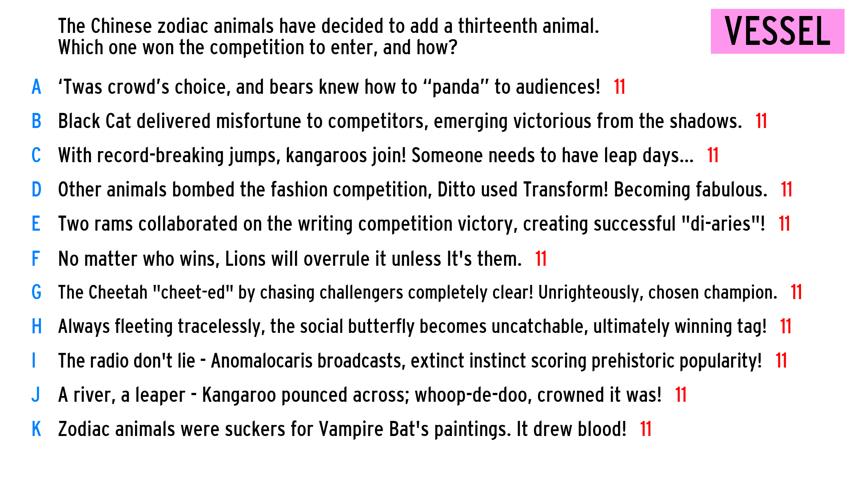 The Chinese zodiac animals have decided to add a thirteenth animal.
Which one won the competition to enter, and how?
VESSEL
A ‘Twas crowd’s choice, and bears knew how to “panda” to audiences! 11
B Black Cat delivered misfortune to competitors, emerging victorious from the shadows. 11
C With record-breaking jumps, kangaroos join! Someone needs to have leap days... 11
D Other animals bombed the fashion competition, Ditto used Transform! Becoming fabulous. 11
E Two rams collaborated on the writing competition victory, creating successful "di-aries"! 11
F No matter who wins, Lions will overrule it unless It's them. 11
G The Cheetah "cheet-ed" by chasing challengers completely clear! Unrighteously, chosen champion. 11
H Always fleeting tracelessly, the social butterfly becomes uncatchable, ultimately winning tag! 11
I The radio don't lie - Anomalocaris broadcasts, extinct instinct scoring prehistoric popularity! 11
J A river, a leaper - Kangaroo pounced across; whoop-de-doo, crowned it was! 11
K Zodiac animals were suckers for Vampire Bat's paintings. It drew blood! 11